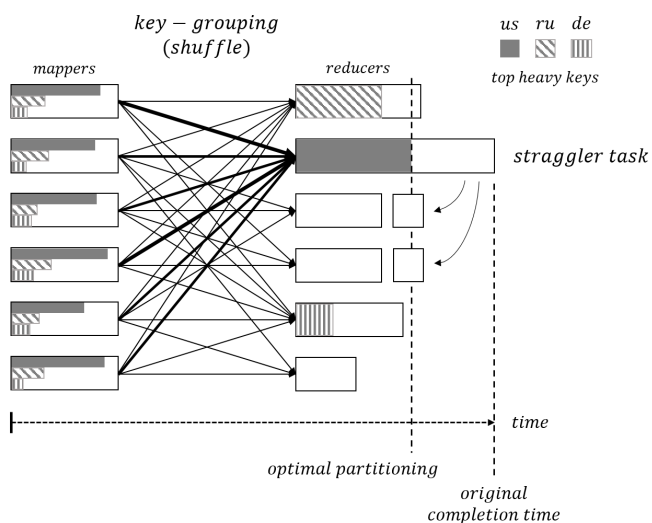 key − grouping
(shuffle)
us ru de
top heavy keys
mappers
reducers
straggler task
time
optimal partitioning
original
completion time